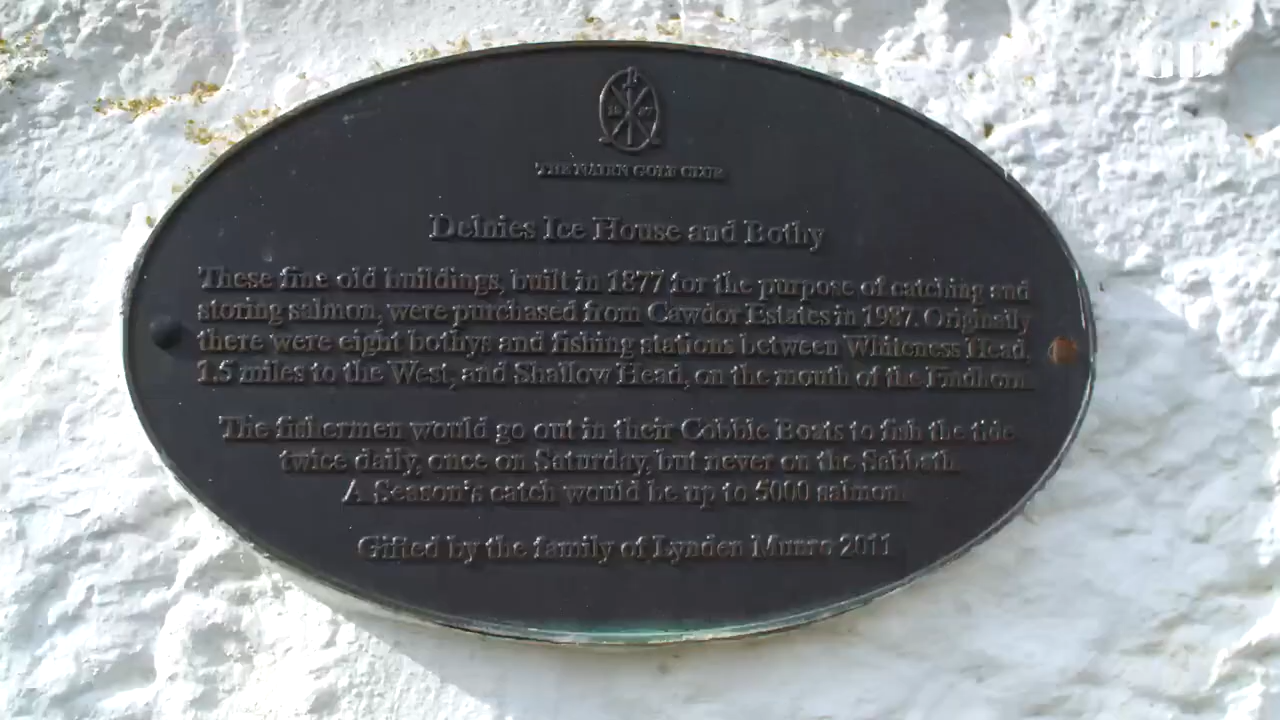 GD
THE NAIRN GOLF CLUB
Delnies Ice House and Bothy
These fine old buildings, built in 1877 for the purpose of catching and
storing salmon, were purchased from Cawdor Estates in 1987. Originally
there were eight bothys and fishing stations between Whiteness Head,
1.5 miles to the West, and Shallow Head, on the mouth of the Findhorn.
The fishermen would go out in their Cobble Boats to fish the tide
twice daily, once on Saturday, but never on the Sabbath.
A Season's catch would be up to 5000 salmon.
Gifted by the family of Lynden Munro 2011